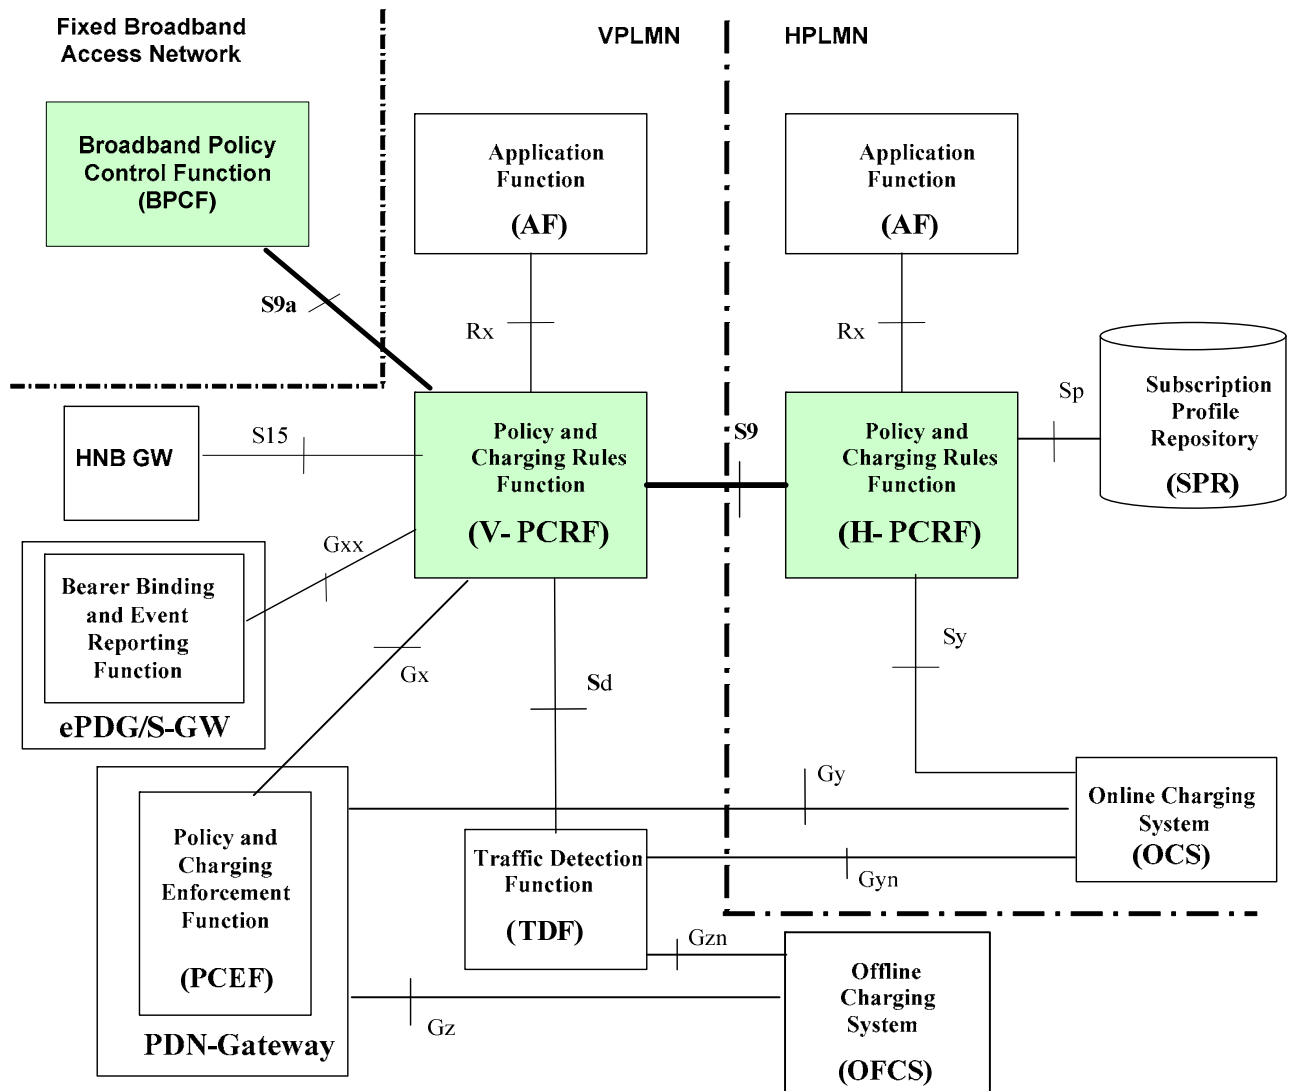 Fixed Broadband
Access Network
VPLMN
HPLMN
Broadband Policy
Control Function
(BPCF)
Application
Function
(AF)
Application
Function
(AF)
S9a
Rx
Rx
Sp
Subscription
Profile
Repository
(SPR)
HNB GW
S15
Policy and
Charging Rules
Function
(V- PCRF)
S9
Policy and
Charging Rules
Function
(H- PCRF)
Gxx
Bearer Binding
and Event
Reporting
Function
ePDG/S-GW
Gx
Sd
Sy
Gy
Policy and
Charging
Enforcement
Function
(PCEF)
PDN-Gateway
Traffic Detection
Function
(TDF)
Gyn
Online Charging
System
(OCS)
Gzn
Gz
Offline
Charging
System
(OFCS)